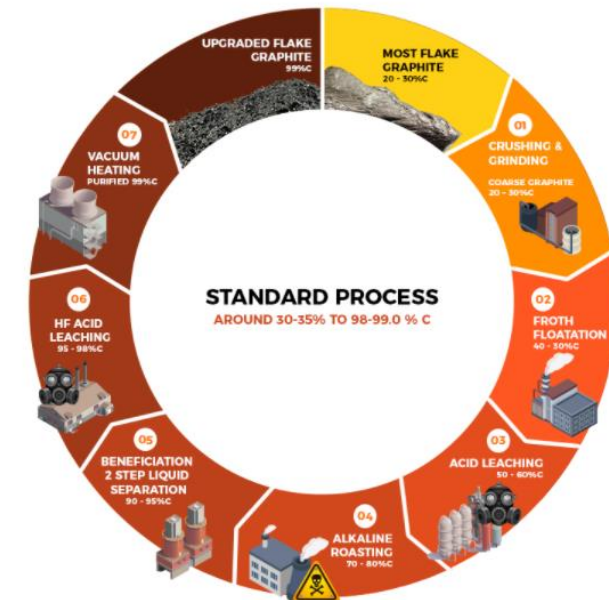 UPGRADED FLAKE
GRAPHITE
99%C
MOST FLAKE
GRAPHITE
20 - 30%C
01
CRUSHING &
GRINDING
COARSE GRAPHITE
20 - 30%C
02
FROTH
FLOATATION
40 - 50%C
03
ACID LEACHING
50 - 60%C
04
ALKALINE
ROASTING
70 - 80%C
05
BENEFICIATION
2 STEP LIQUID
SEPARATION
90 - 95%C
06
HF ACID
LEACHING
95 - 98%C
07
VACUUM
HEATING
PURIFIED 99%C
STANDARD PROCESS
AROUND 30-35% TO 98-99.0 % C